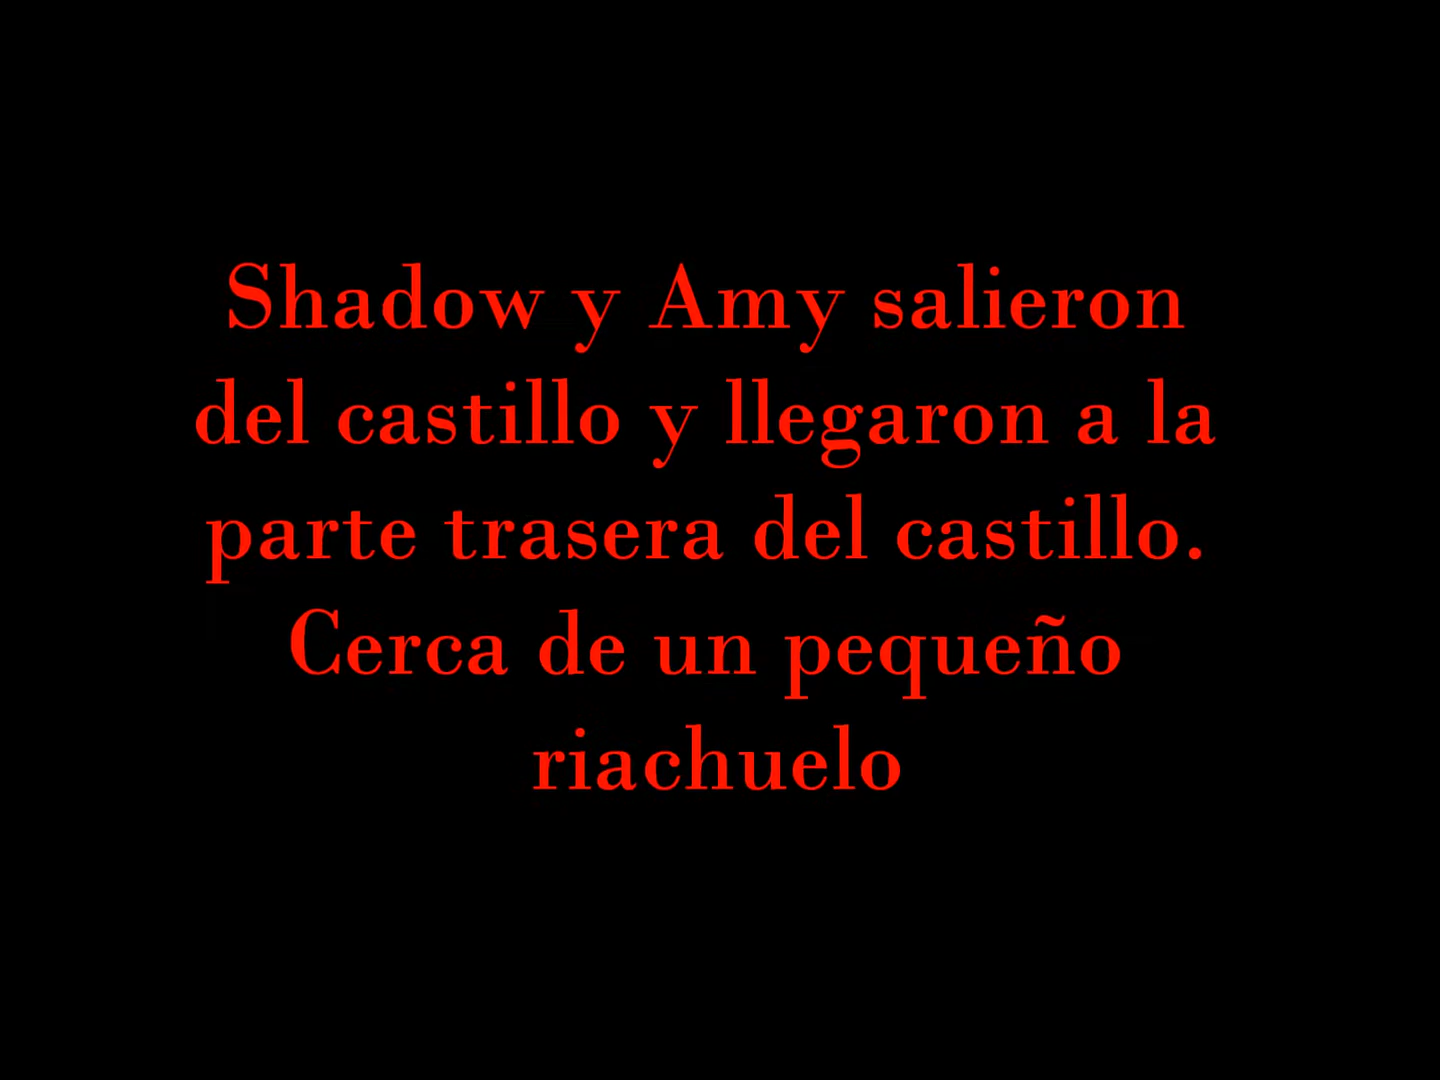 Shadow y Amy salieron
del castillo y llegaron a la
parte trasera del castillo.
Cerca de un pequeño
riachuelo